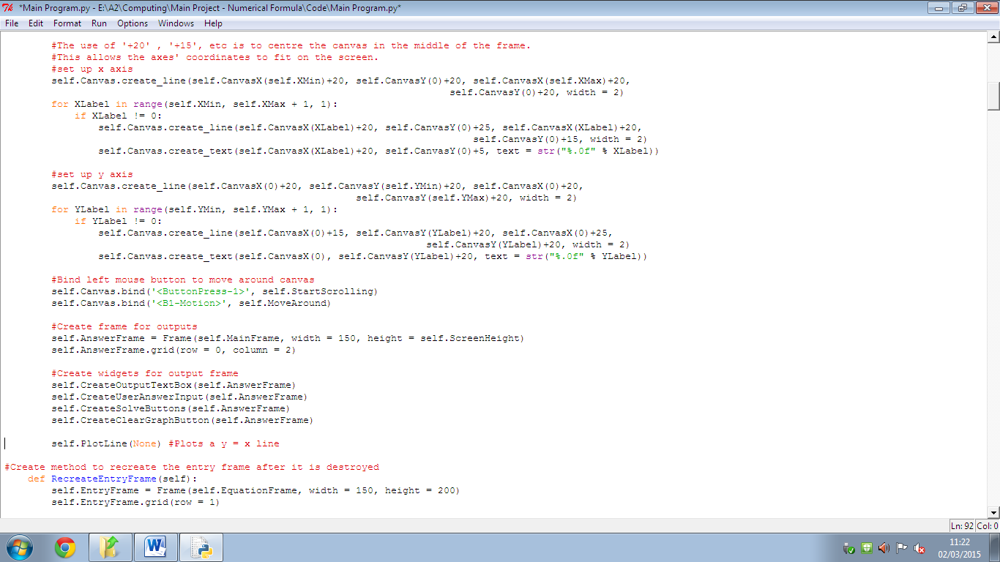 *Main Program.py - E:\A2\Computing\Main Project - Numerical Formula\Code\Main Program.py*
File Edit Format Run Options Windows Help
#The use of '+20' , '+15', etc is to centre the canvas in the middle of the frame.
#This allows the axes' coordinates to fit on the screen.
#set up x axis
self.Canvas.create_line(self.CanvasX(self.XMin)+20, self.CanvasY(0)+20, self.CanvasX(self.XMax)+20,
self.CanvasY(0)+20, width = 2)
for XLabel in range(self.XMin, self.XMax + 1, 1):
if XLabel != 0:
self.Canvas.create_line(self.CanvasX(XLabel)+20, self.CanvasY(0)+25, self.CanvasX(XLabel)+20,
self.CanvasY(0)+15, width = 2)
self.Canvas.create_text(self.CanvasX(XLabel)+20, self.CanvasY(0)+5, text = str("%.0f" % XLabel))
#set up y axis
self.Canvas.create_line(self.CanvasX(0)+20, self.CanvasY(self.YMin)+20, self.CanvasX(0)+20,
self.CanvasY(self.YMax)+20, width = 2)
for YLabel in range(self.YMin, self.YMax + 1, 1):
if YLabel != 0:
self.Canvas.create_line(self.CanvasX(0)+15, self.CanvasY(YLabel)+20, self.CanvasX(0)+25,
self.CanvasY(YLabel)+20, width = 2)
self.Canvas.create_text(self.CanvasX(0), self.CanvasY(YLabel)+20, text = str("%.0f" % YLabel))
#Bind left mouse button to move around canvas
self.Canvas.bind('<ButtonPress-1>', self.StartScrolling)
self.Canvas.bind('<B1-Motion>', self.MoveAround)
#Create frame for outputs
self.AnswerFrame = Frame(self.MainFrame, width = 150, height = self.ScreenHeight)
self.AnswerFrame.grid(row = 0, column = 2)
#Create widgets for output frame
self.CreateOutputTextBox(self.AnswerFrame)
self.CreateUserAnswerInput(self.AnswerFrame)
self.CreateSolveButtons(self.AnswerFrame)
self.CreateClearGraphButton(self.AnswerFrame)
self.PlotLine(None) #Plots a y = x line
#Create method to recreate the entry frame after it is destroyed
def RecreateEntryFrame(self):
self.EntryFrame = Frame(self.EquationFrame, width = 150, height = 200)
self.EntryFrame.grid(row = 1)
Ln: 92 Col: 0
11:22
02/03/2015